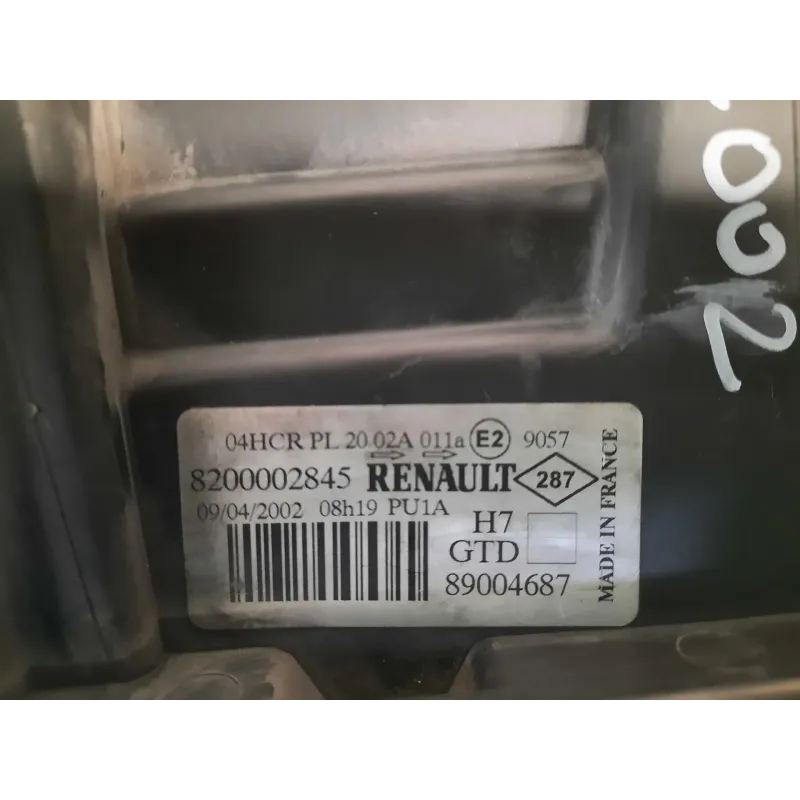 04HCR PL 20 02A 011a E2 9057
8200002845 RENAULT 287
09/04/2002 08h19 PU1A
H7
GTD
89004687
MADE IN FRANCE